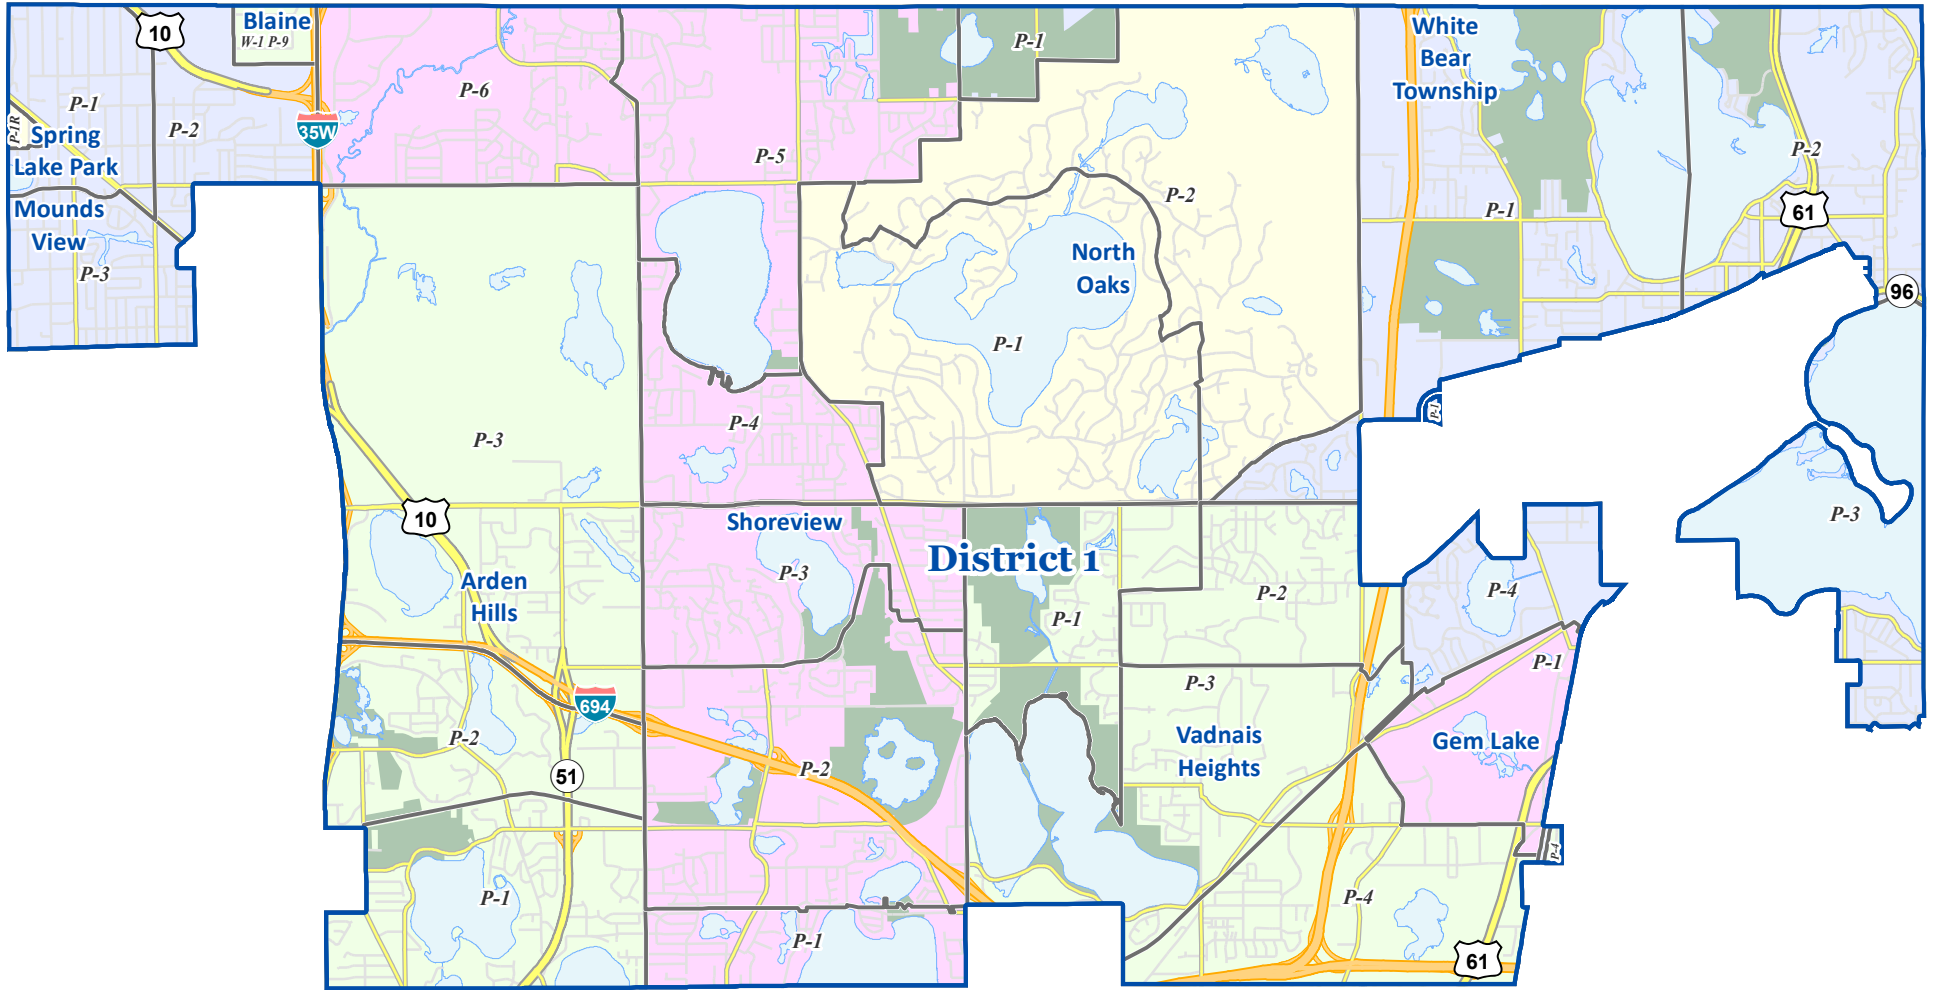 10
Blaine
W-1 P-9
P-1
P-1R
Spring
Lake Park
P-2
35W
P-6
P-5
P-1
White
Bear
Township
P-2
P-1
61
96
Mounds
View
P-3
P-2
North
Oaks
P-1
P-3
P-4
P-1
10
Shoreview
District 1
P-3
Arden
Hills
P-1
P-2
P-4
P-3
P-1
P-3
694
P-2
51
P-2
Vadnais
Heights
Gem Lake
P-4
P-1
P-1
P-4
61